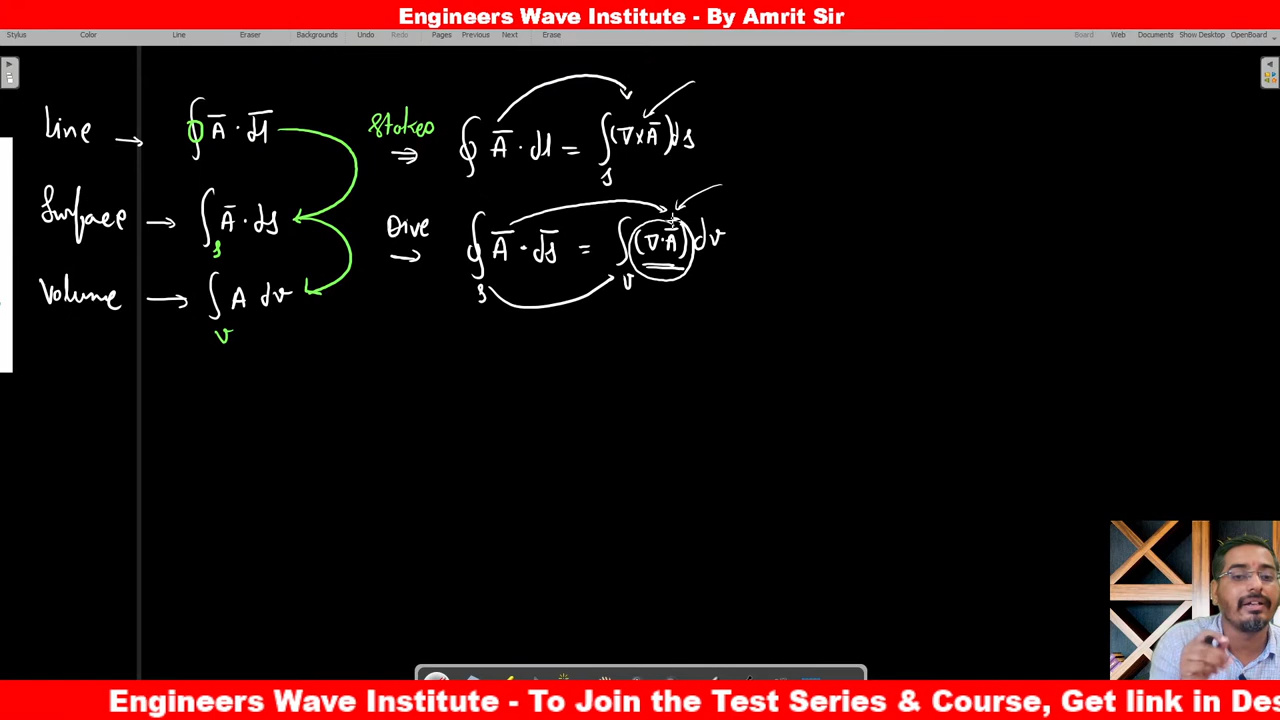 Engineers Wave Institute - By Amrit Sir
Stylus Color Line Eraser Backgrounds Undo Redo Pages Previous Next Erase Board Web Documents Show Desktop OpenBoard
Line → ∮ A̅ · d̅l̅ Stokes ⇒ ∮ A̅ · dl = ∫s (∇×A̅)ds
Surface → ∫s A̅ · ds Dive → ∮s A̅ · d̅s̅ = ∫v (∇·A̅) dv
Volume → ∫v A dv
Engineers Wave Institute - To Join the Test Series & Course, Get link in Des